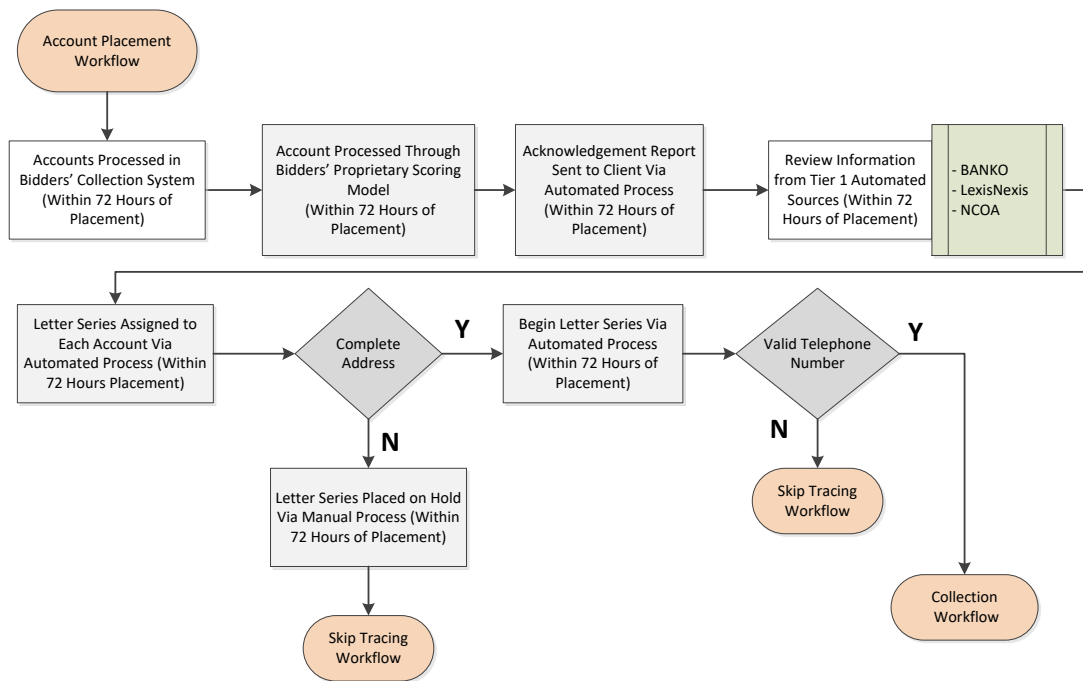 Account Placement
Workflow
Accounts Processed in
Bidders’ Collection System
(Within 72 Hours of
Placement)
Account Processed Through
Bidders’ Proprietary Scoring
Model
(Within 72 Hours of
Placement)
Acknowledgement Report
Sent to Client Via
Automated Process
(Within 72 Hours of
Placement)
Review Information
from Tier 1 Automated
Sources (Within 72
Hours of Placement)
- BANKO
- LexisNexis
- NCOA
Letter Series Assigned to
Each Account Via
Automated Process (Within
72 Hours Placement)
Complete
Address
Y
N
Begin Letter Series Via
Automated Process
(Within 72 Hours of
Placement)
Valid Telephone
Number
Y
N
Letter Series Placed on Hold
Via Manual Process (Within
72 Hours of Placement)
Skip Tracing
Workflow
Skip Tracing
Workflow
Collection
Workflow